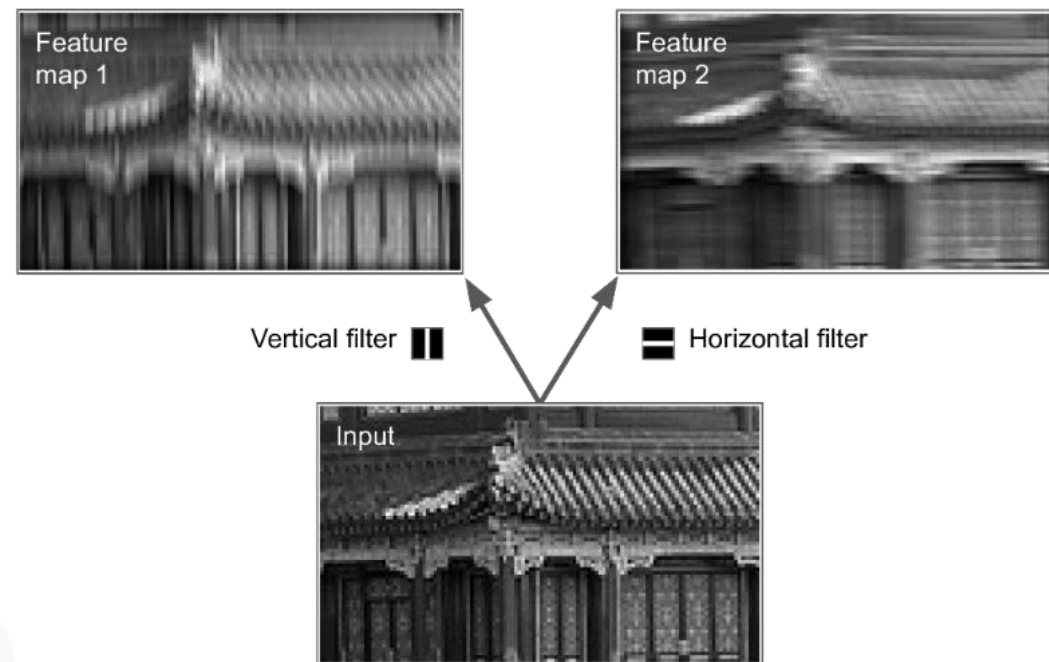 Feature
map 1
Feature
map 2
Vertical filter
Horizontal filter
Input